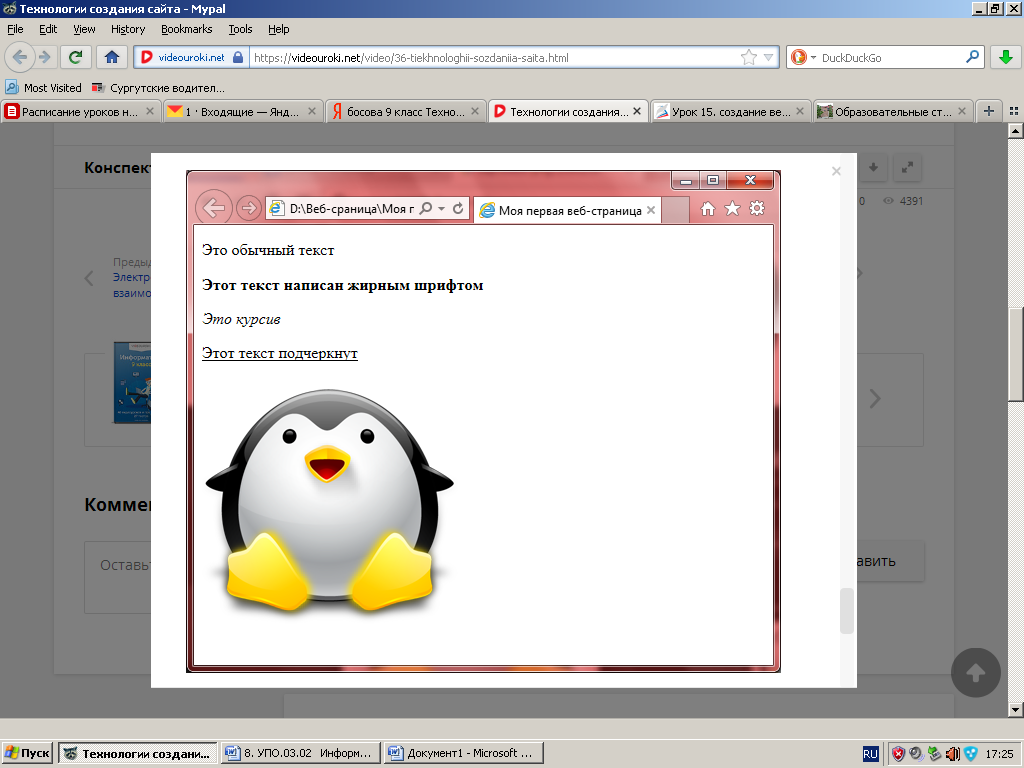 Технологии создания сайта - Mypal
File Edit View History Bookmarks Tools Help
videouroki.net https://videouroki.net/video/36-tiekhnologhii-sozdaniia-saita.html DuckDuckGo
Most Visited Сургутские водител...
Расписание уроков н... 1 · Входящие — Янд... босова 9 класс Техно... Технологии создания... Урок 15. создание ве... Образовательные ст...
Конспект
0 4391
Преды
Электр
взаимо
D:\Веб-сраница\Моя г Моя первая веб-страница
Это обычный текст
Этот текст написан жирным шрифтом
Это курсив
Этот текст подчеркнут
Информат
Коммен
Оставьт
авить
Пуск Технологии создани... 8. УПО.03.02 Информ... Документ1 - Microsoft ... RU 17:25